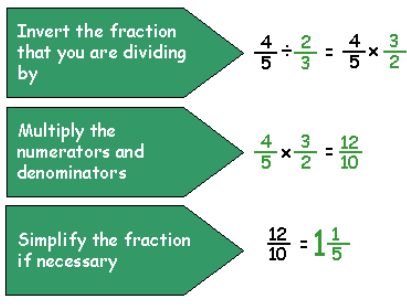 Invert the fraction
that you are dividing
by
4/5 ÷ 2/3 = 4/5 × 3/2
Multiply the
numerators and
denominators
4/5 × 3/2 = 12/10
Simplify the fraction
if necessary
12/10 = 1 1/5